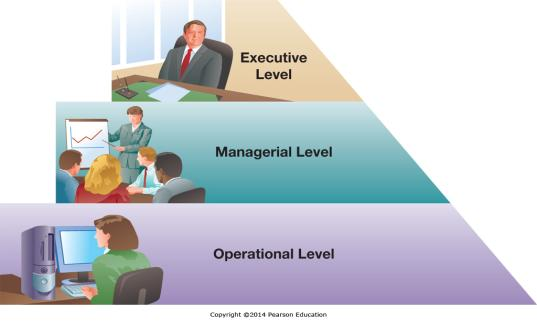 Executive
Level
Managerial Level
Operational Level
Copyright ©2014 Pearson Education